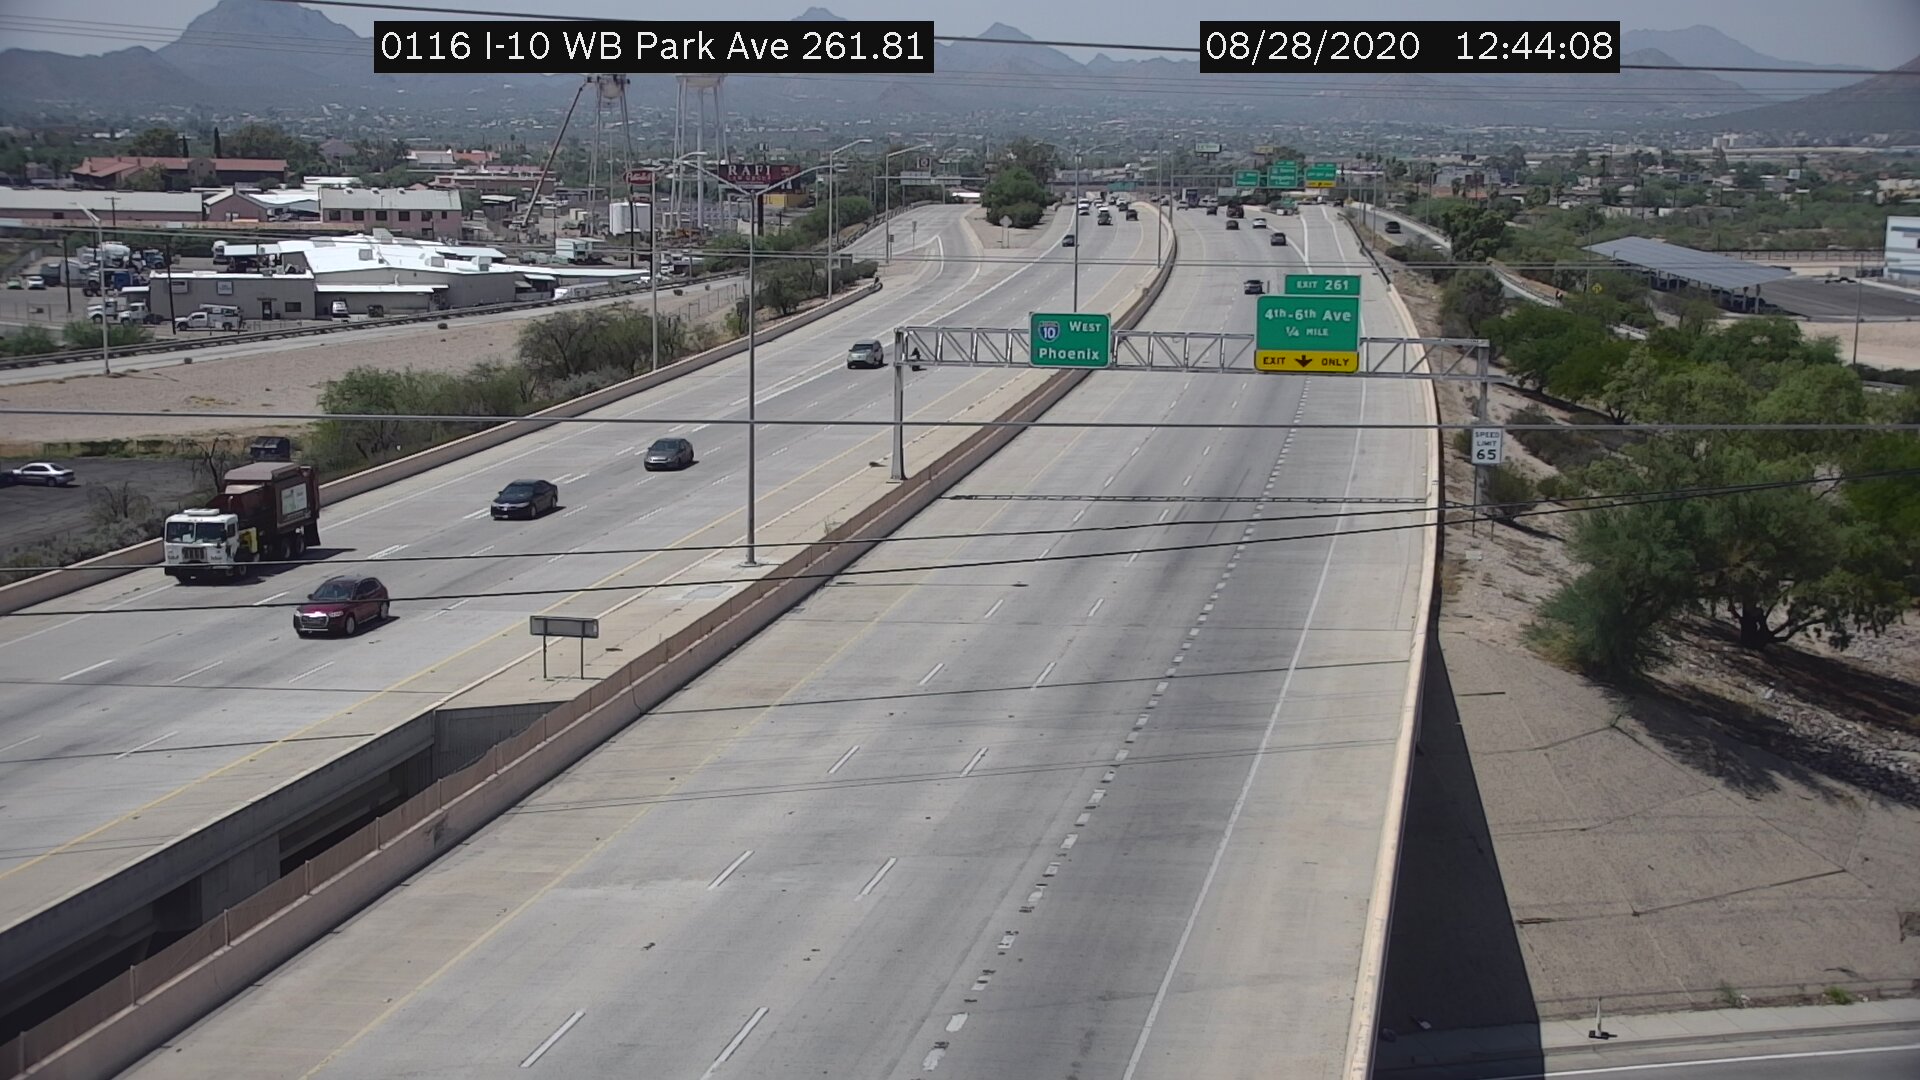 0116 I-10 WB Park Ave 261.81
08/28/2020 12:44:08
RAFI
EXIT 261
4th-6th Ave
1/4 MILE
EXIT ONLY
10 WEST
Phoenix
SPEED
LIMIT
65